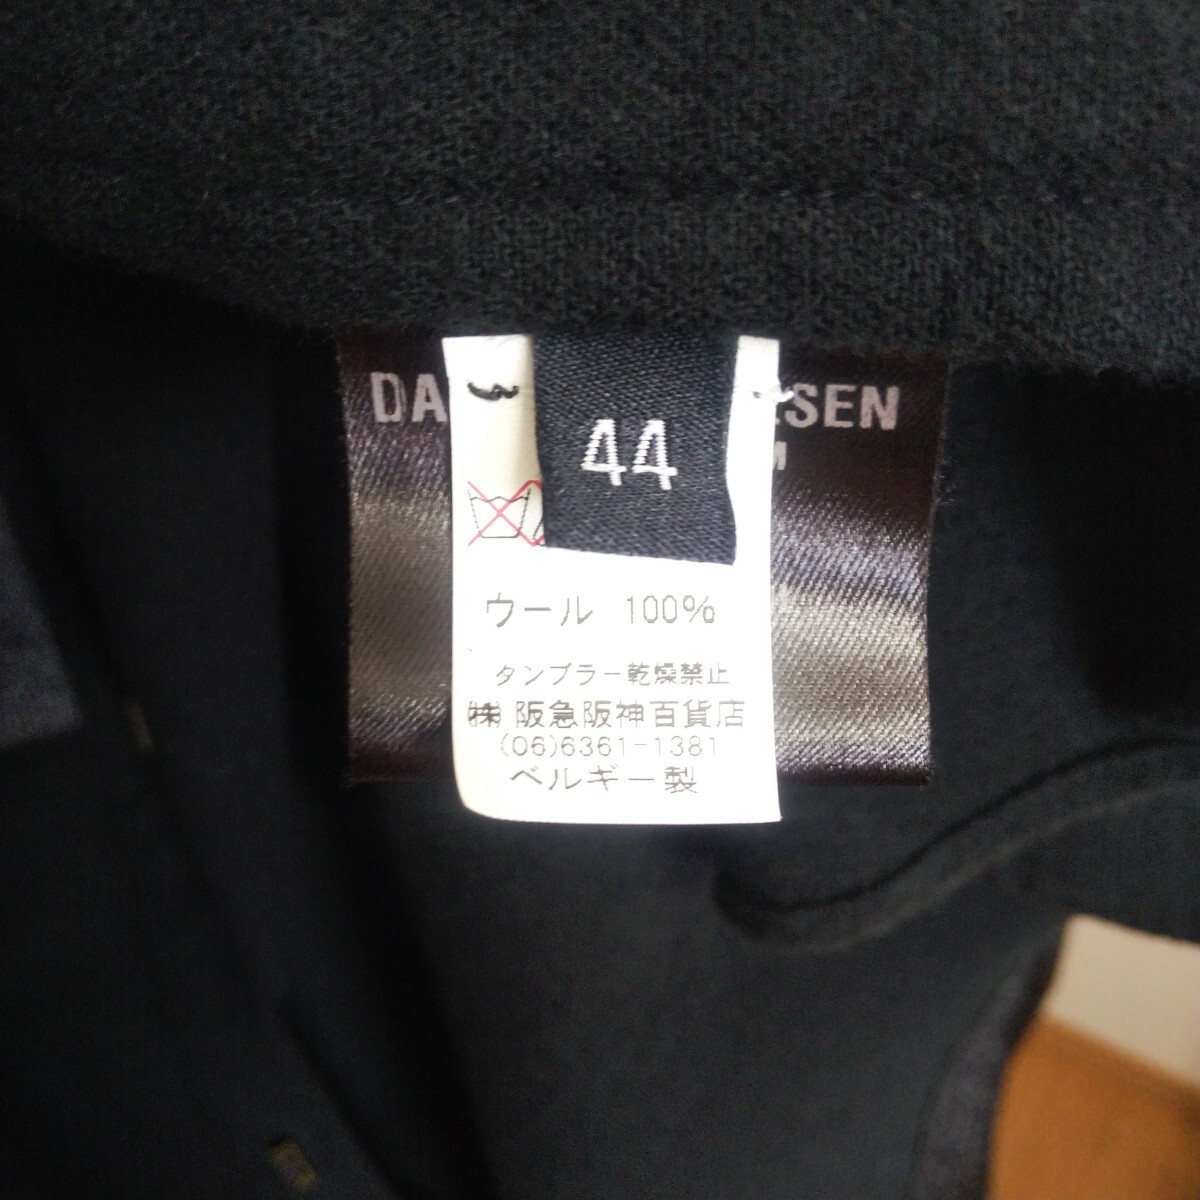 DA SEN
M
44
ウール 100%
タンブラー乾燥禁止
(株)阪急阪神百貨店
(06)6361-1381
ベルギー製